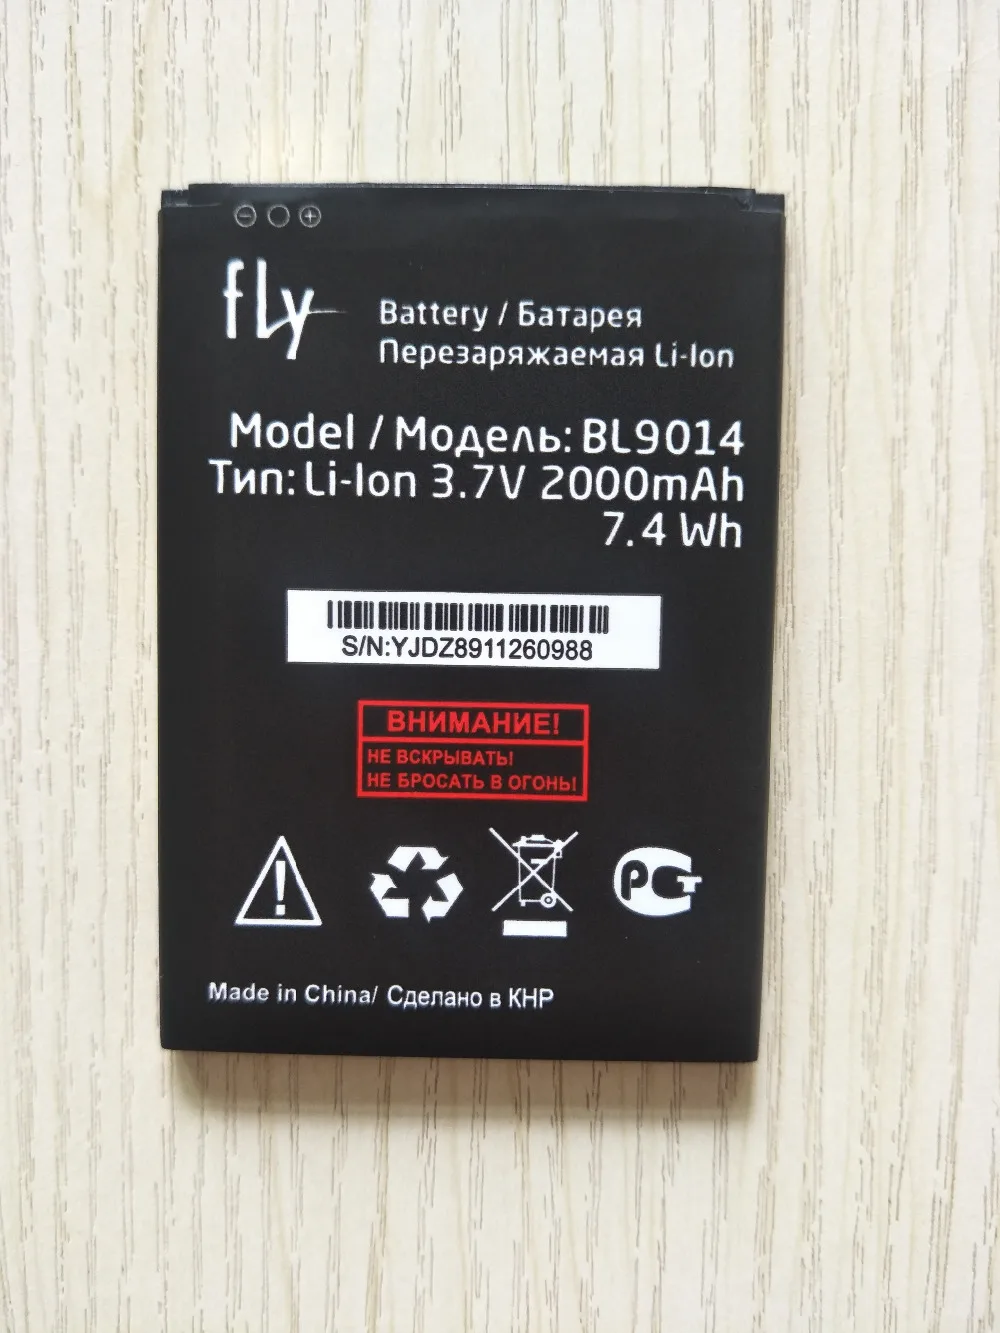 fly
Battery / Батарея
Перезаряжаемая Li-Ion
Model / Модель: BL9014
Тип: Li-Ion 3.7V 2000mAh
7.4 Wh
S/N:YJDZ8911260988
ВНИМАНИЕ!
НЕ ВСКРЫВАТЬ!
НЕ БРОСАТЬ В ОГОНЬ!
РСТ
Made in China/ Сделано в КНР